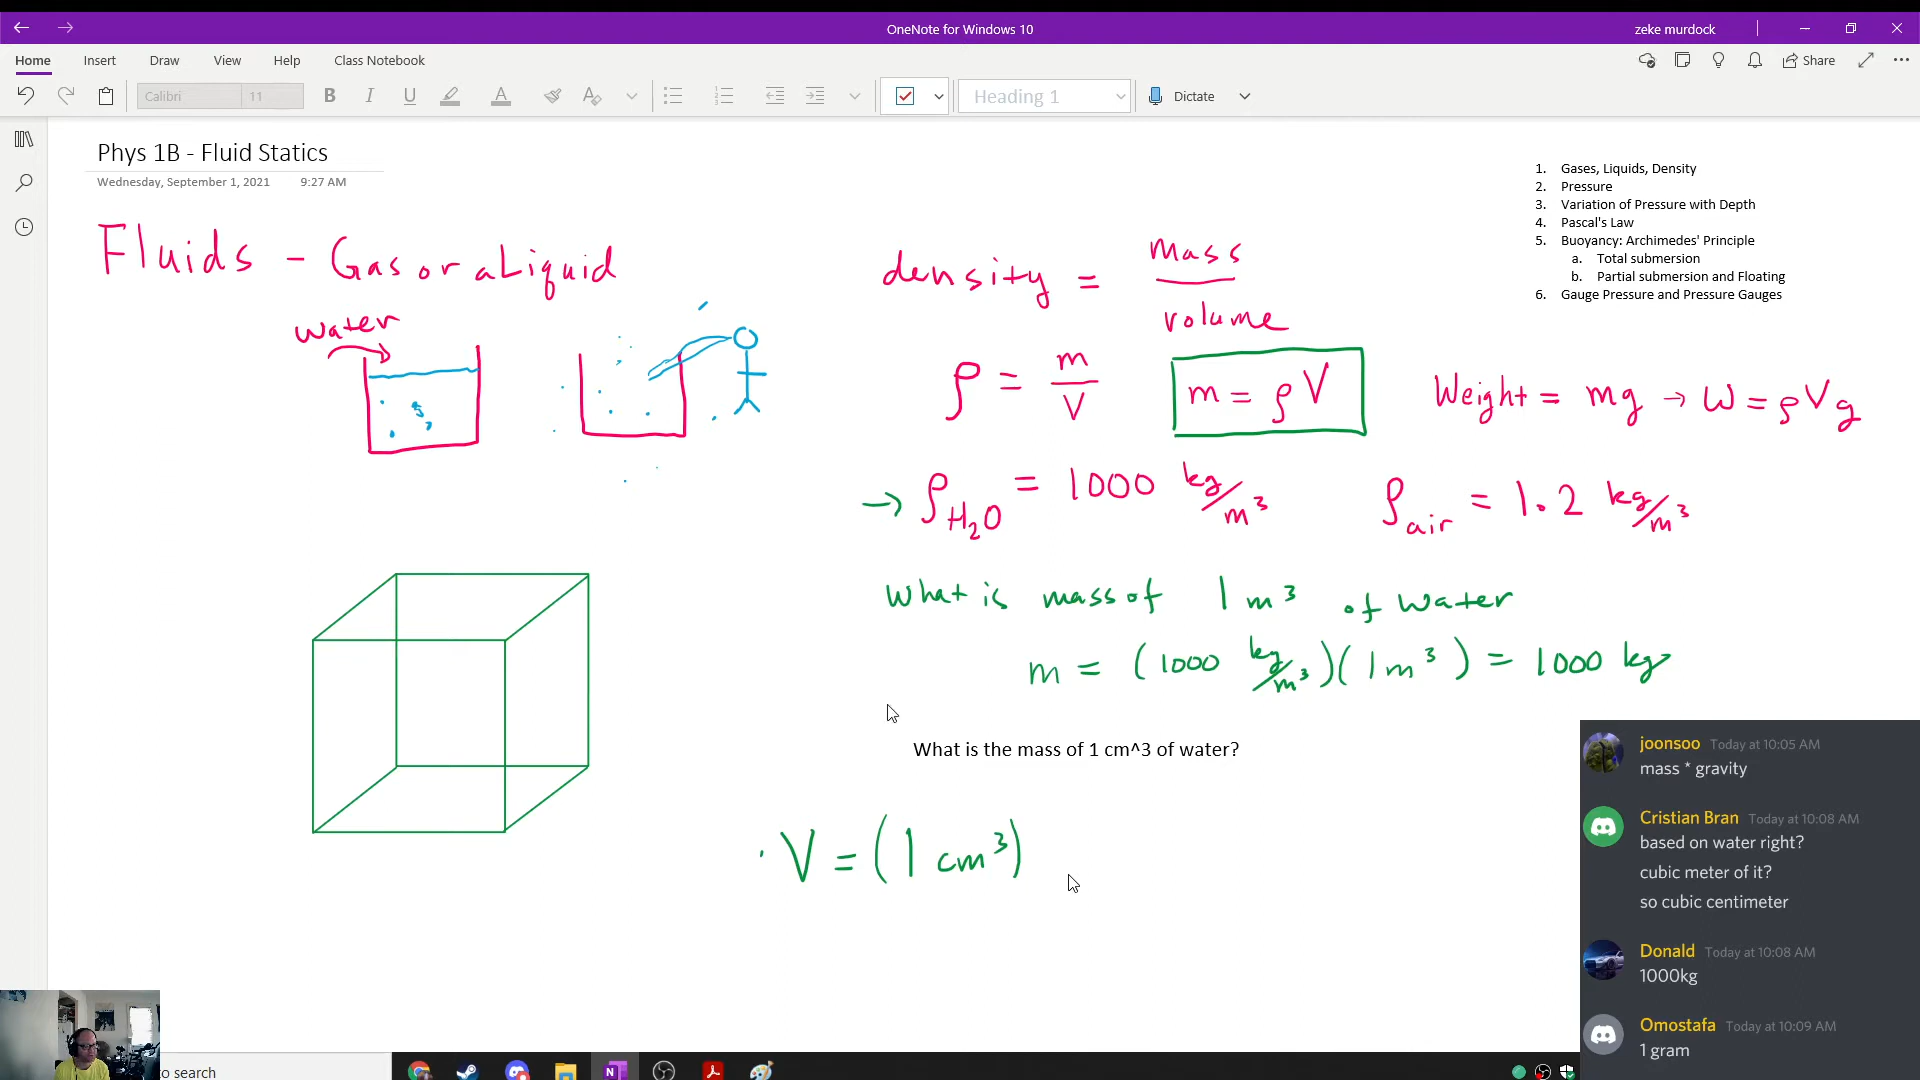 OneNote for Windows 10
zeke murdock
Home Insert Draw View Help Class Notebook
Share
Calibri 11
B I U
Heading 1
Dictate
Phys 1B - Fluid Statics
Wednesday, September 1, 2021 9:27 AM
1. Gases, Liquids, Density
2. Pressure
3. Variation of Pressure with Depth
4. Pascal's Law
5. Buoyancy: Archimedes' Principle
a. Total submersion
b. Partial submersion and Floating
6. Gauge Pressure and Pressure Gauges
Fluids - Gas or a Liquid
water
density = mass / volume
ρ = m / V
m = ρ V
Weight = mg → W = ρVg
→ ρH₂O = 1000 kg/m³
ρair = 1.2 kg/m³
What is mass of 1 m³ of water
m = (1000 kg/m³)(1m³) = 1000 kg
What is the mass of 1 cm^3 of water?
· V = (1 cm³)
joonsoo Today at 10:05 AM
mass * gravity
Cristian Bran Today at 10:08 AM
based on water right?
cubic meter of it?
so cubic centimeter
Donald Today at 10:08 AM
1000kg
Omostafa Today at 10:09 AM
1 gram
o search